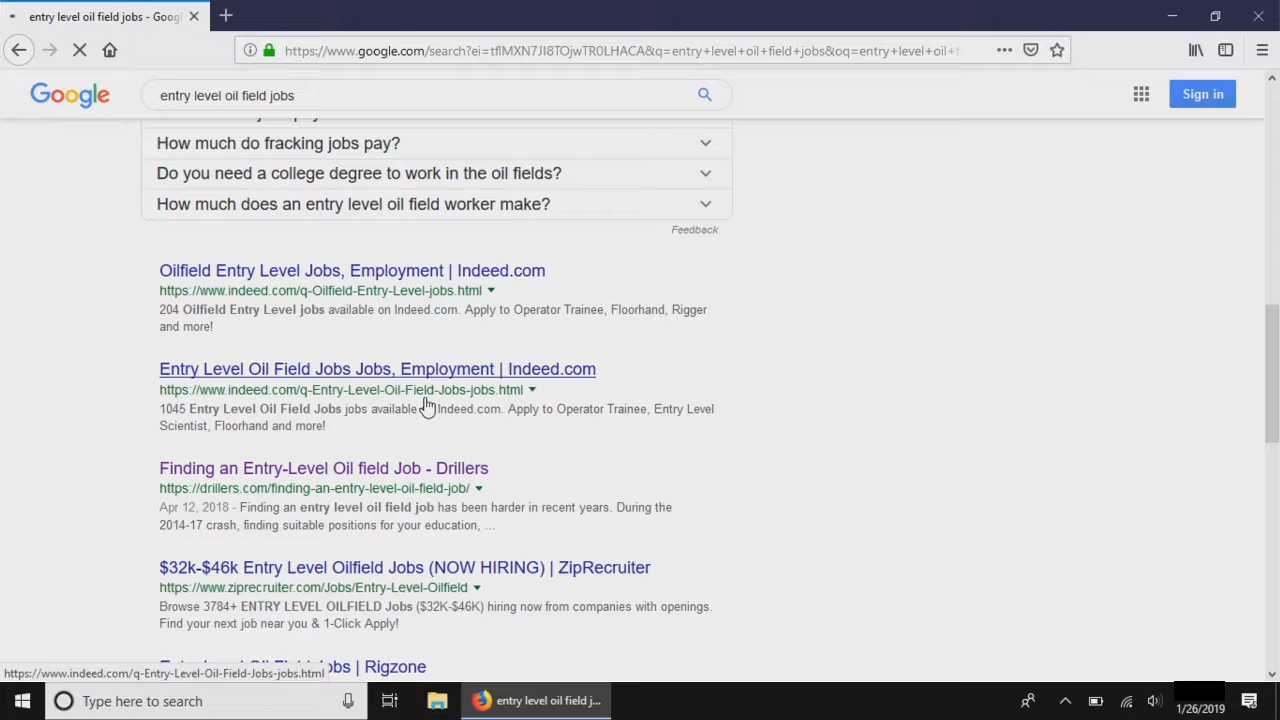 entry level oil field jobs - Goog
https://www.google.com/search?ei=tflMXN7JI8TOjwTR0LHACA&q=entry+level+oil+field+jobs&oq=entry+level+oil+f
Google
entry level oil field jobs
Sign in
How much do fracking jobs pay?
Do you need a college degree to work in the oil fields?
How much does an entry level oil field worker make?
Feedback
Oilfield Entry Level Jobs, Employment | Indeed.com
https://www.indeed.com/q-Oilfield-Entry-Level-jobs.html
204 Oilfield Entry Level jobs available on Indeed.com. Apply to Operator Trainee, Floorhand, Rigger
and more!
Entry Level Oil Field Jobs Jobs, Employment | Indeed.com
https://www.indeed.com/q-Entry-Level-Oil-Field-Jobs-jobs.html
1045 Entry Level Oil Field Jobs jobs available Indeed.com. Apply to Operator Trainee, Entry Level
Scientist, Floorhand and more!
Finding an Entry-Level Oil field Job - Drillers
https://drillers.com/finding-an-entry-level-oil-field-job/
Apr 12, 2018 - Finding an entry level oil field job has been harder in recent years. During the
2014-17 crash, finding suitable positions for your education, ...
$32k-$46k Entry Level Oilfield Jobs (NOW HIRING) | ZipRecruiter
https://www.ziprecruiter.com/Jobs/Entry-Level-Oilfield
Browse 3784+ ENTRY LEVEL OILFIELD Jobs ($32K-$46K) hiring now from companies with openings.
Find your next job near you & 1-Click Apply!
Jobs | Rigzone
https://www.indeed.com/q-Entry-Level-Oil-Field-Jobs-jobs.html
Type here to search
entry level oil field j...
1/26/2019